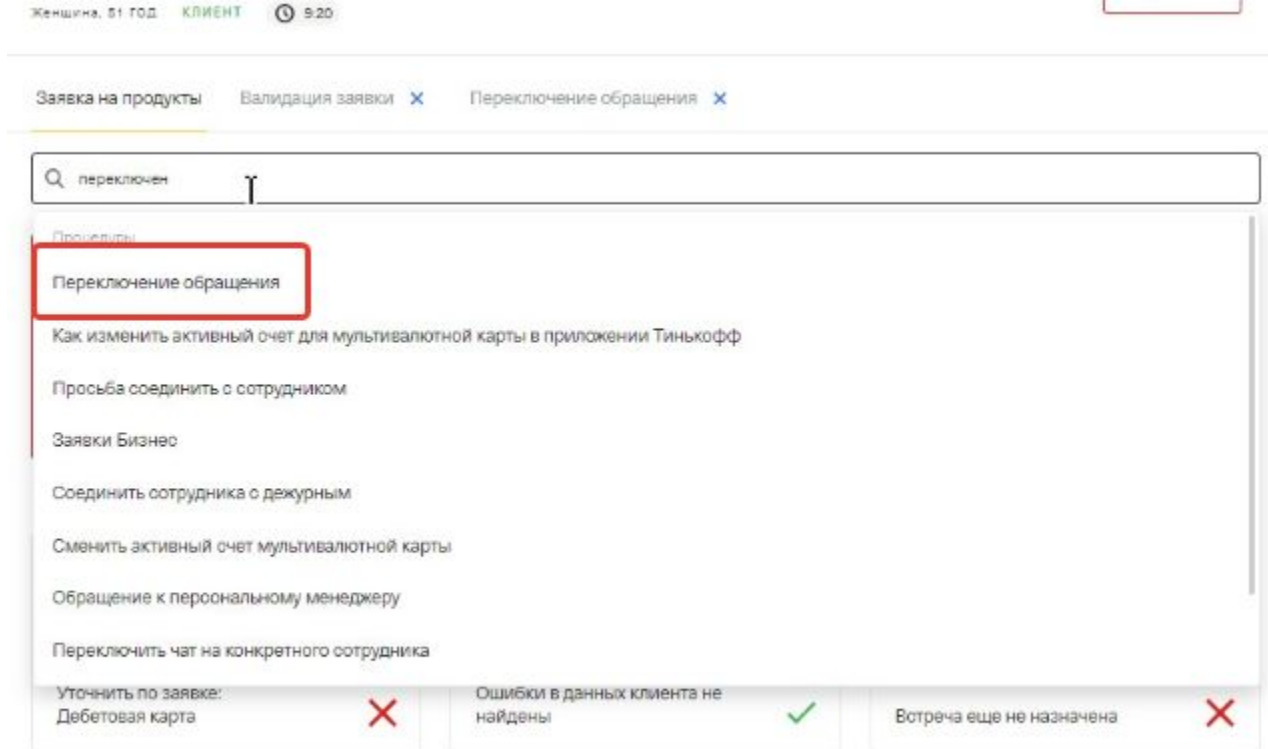 Женщина, 51 ГОД КЛИЕНТ 9:20
Заявка на продукты Валидация заявки Переключение обращения
переключен
Процедуры
Переключение обращения
Как изменить активный счет для мультивалютной карты в приложении Тинькофф
Просьба соединить с сотрудником
Заявки Бизнес
Соединить сотрудника с дежурным
Сменить активный счет мультивалютной карты
Обращение к персональному менеджеру
Переключить чат на конкретного сотрудника
Уточнить по заявке:
Дебетовая карта
Ошибки в данных клиента не
найдены
Встреча еще не назначена